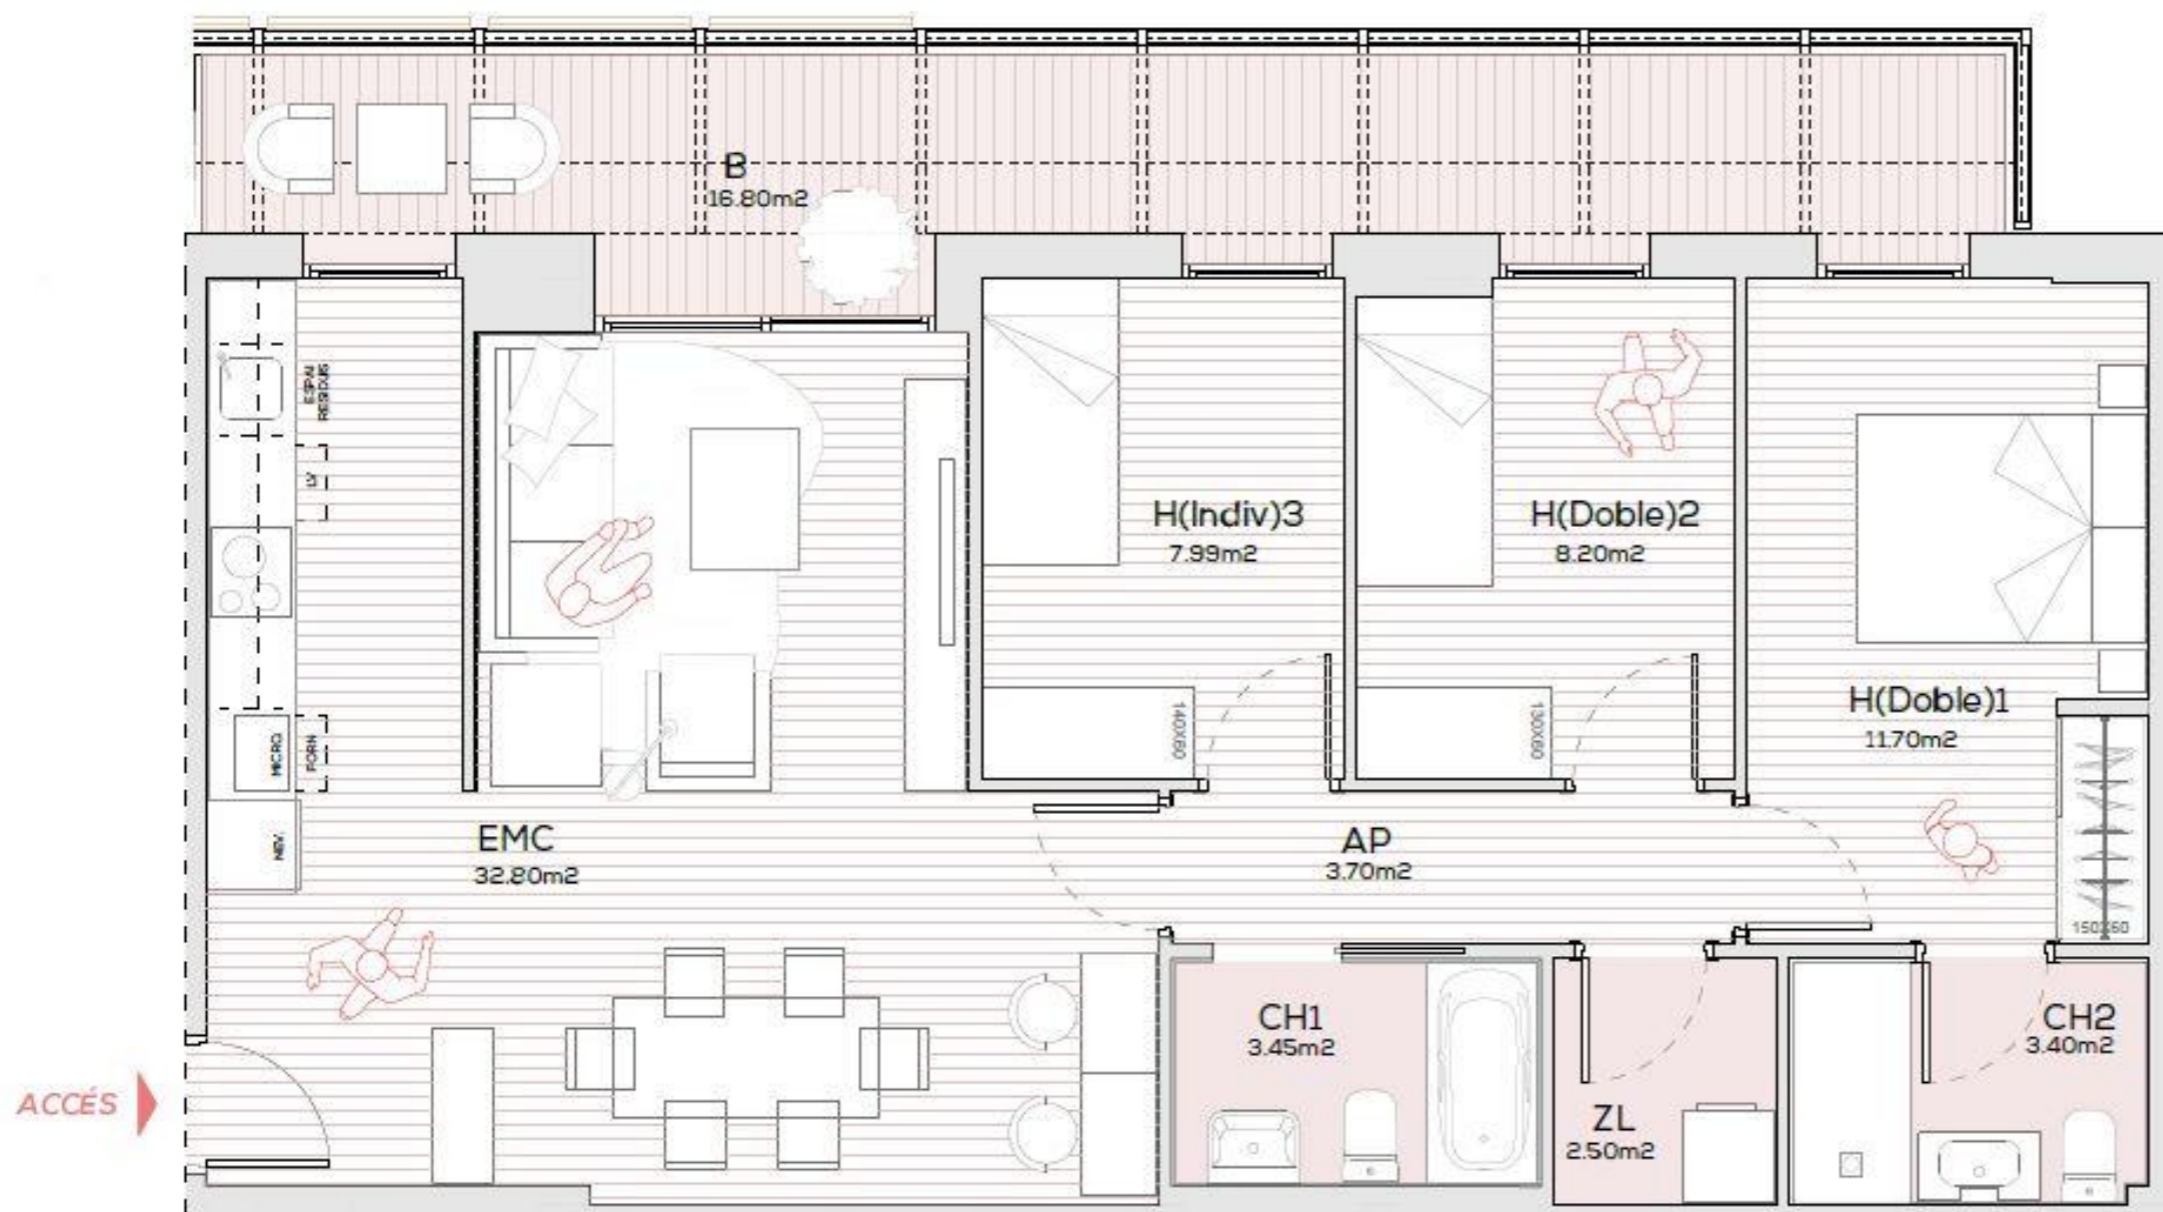 B
16.80m2
ESPAI
RESIDUS
LV
MICRO
FORN
NEV.
EMC
32.80m2
H(Indiv)3
7.99m2
140X60
H(Doble)2
8.20m2
130X60
H(Doble)1
11.70m2
150X60
AP
3.70m2
CH1
3.45m2
ZL
2.50m2
CH2
3.40m2
ACCÉS